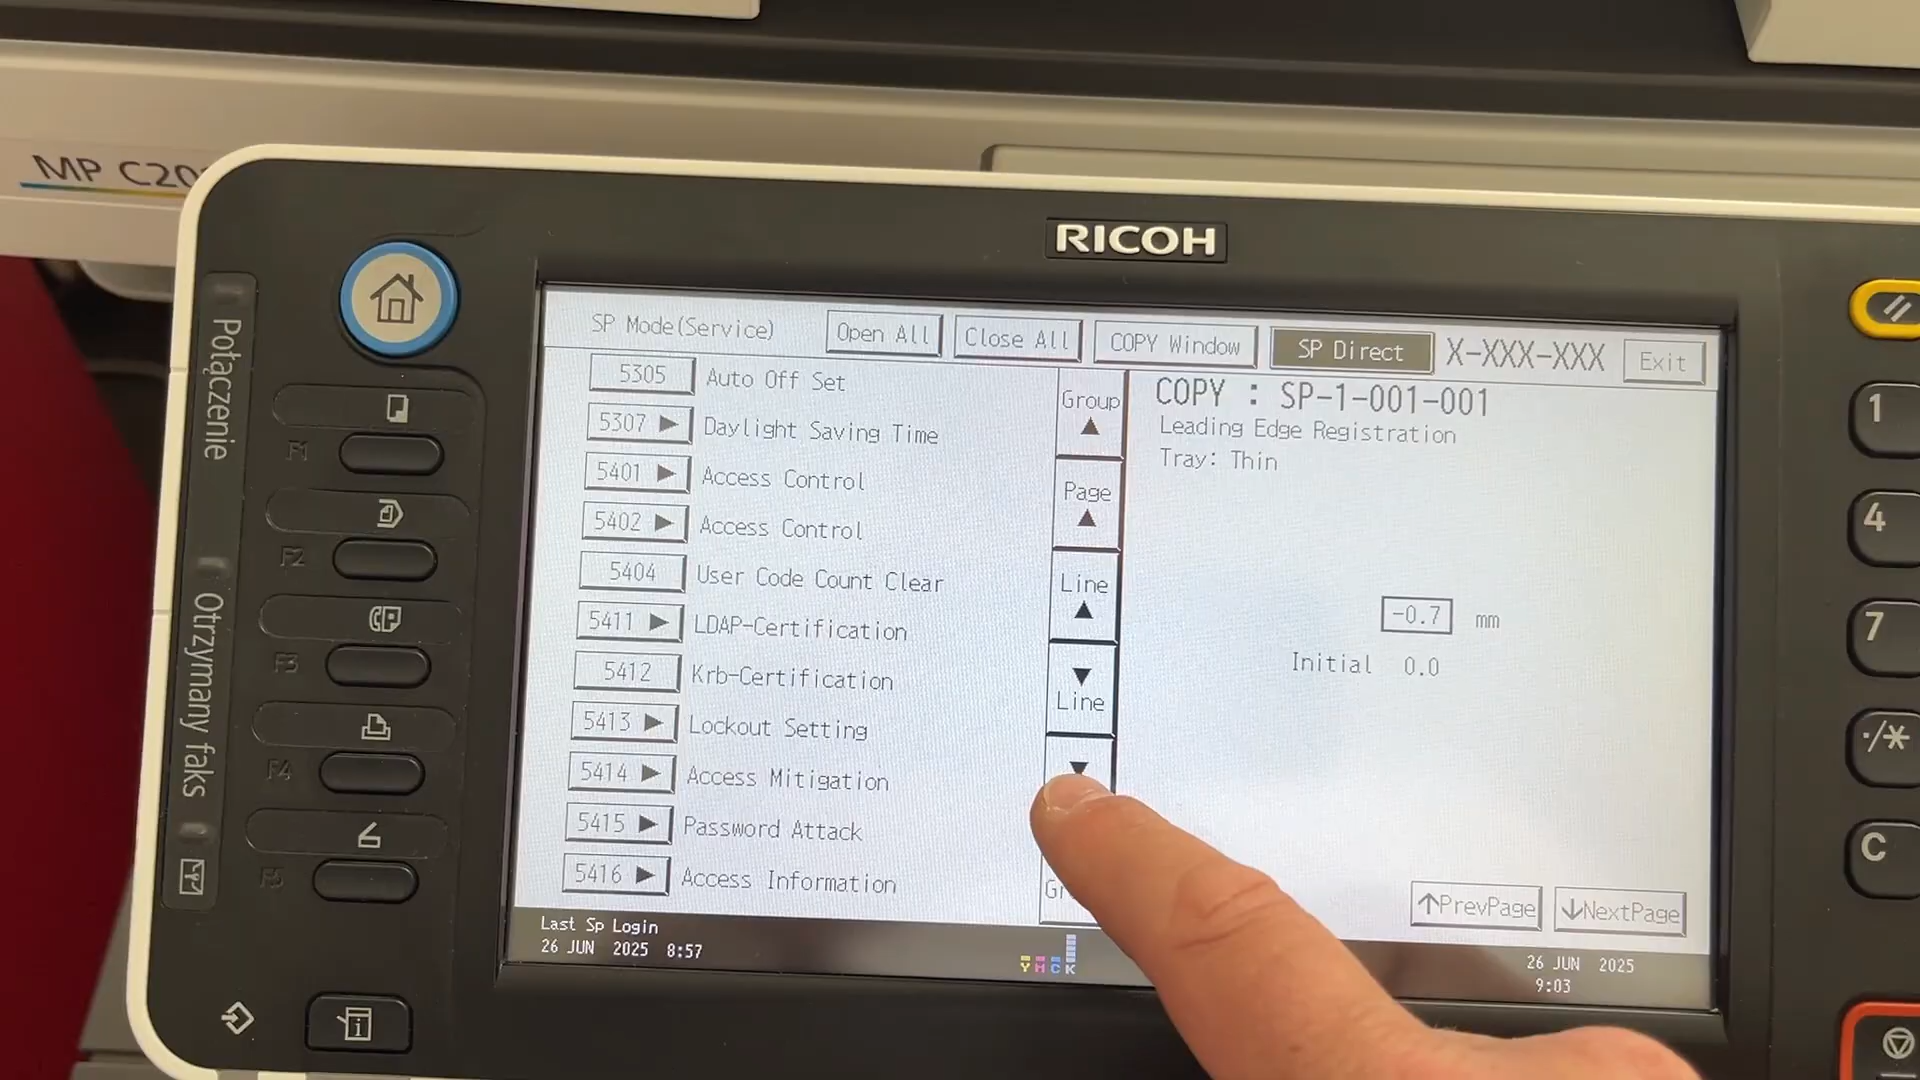 MP C20
RICOH
Połączenie
Otrzymany faks
F1
F2
F3
F4
F5
SP Mode(Service)
Open All
Close All
COPY Window
SP Direct
X-XXX-XXX
Exit
5305 Auto Off Set
5307 ▶ Daylight Saving Time
5401 ▶ Access Control
5402 ▶ Access Control
5404 User Code Count Clear
5411 ▶ LDAP-Certification
5412 Krb-Certification
5413 ▶ Lockout Setting
5414 ▶ Access Mitigation
5415 ▶ Password Attack
5416 ▶ Access Information
Group
▲
Page
▲
Line
▲
▼
Line
▼
Gr
COPY : SP-1-001-001
Leading Edge Registration
Tray: Thin
-0.7 mm
Initial 0.0
↑PrevPage
↓NextPage
Last Sp Login
26 JUN 2025 8:57
Y M C K
26 JUN 2025
9:03
1
4
7
·/*
C